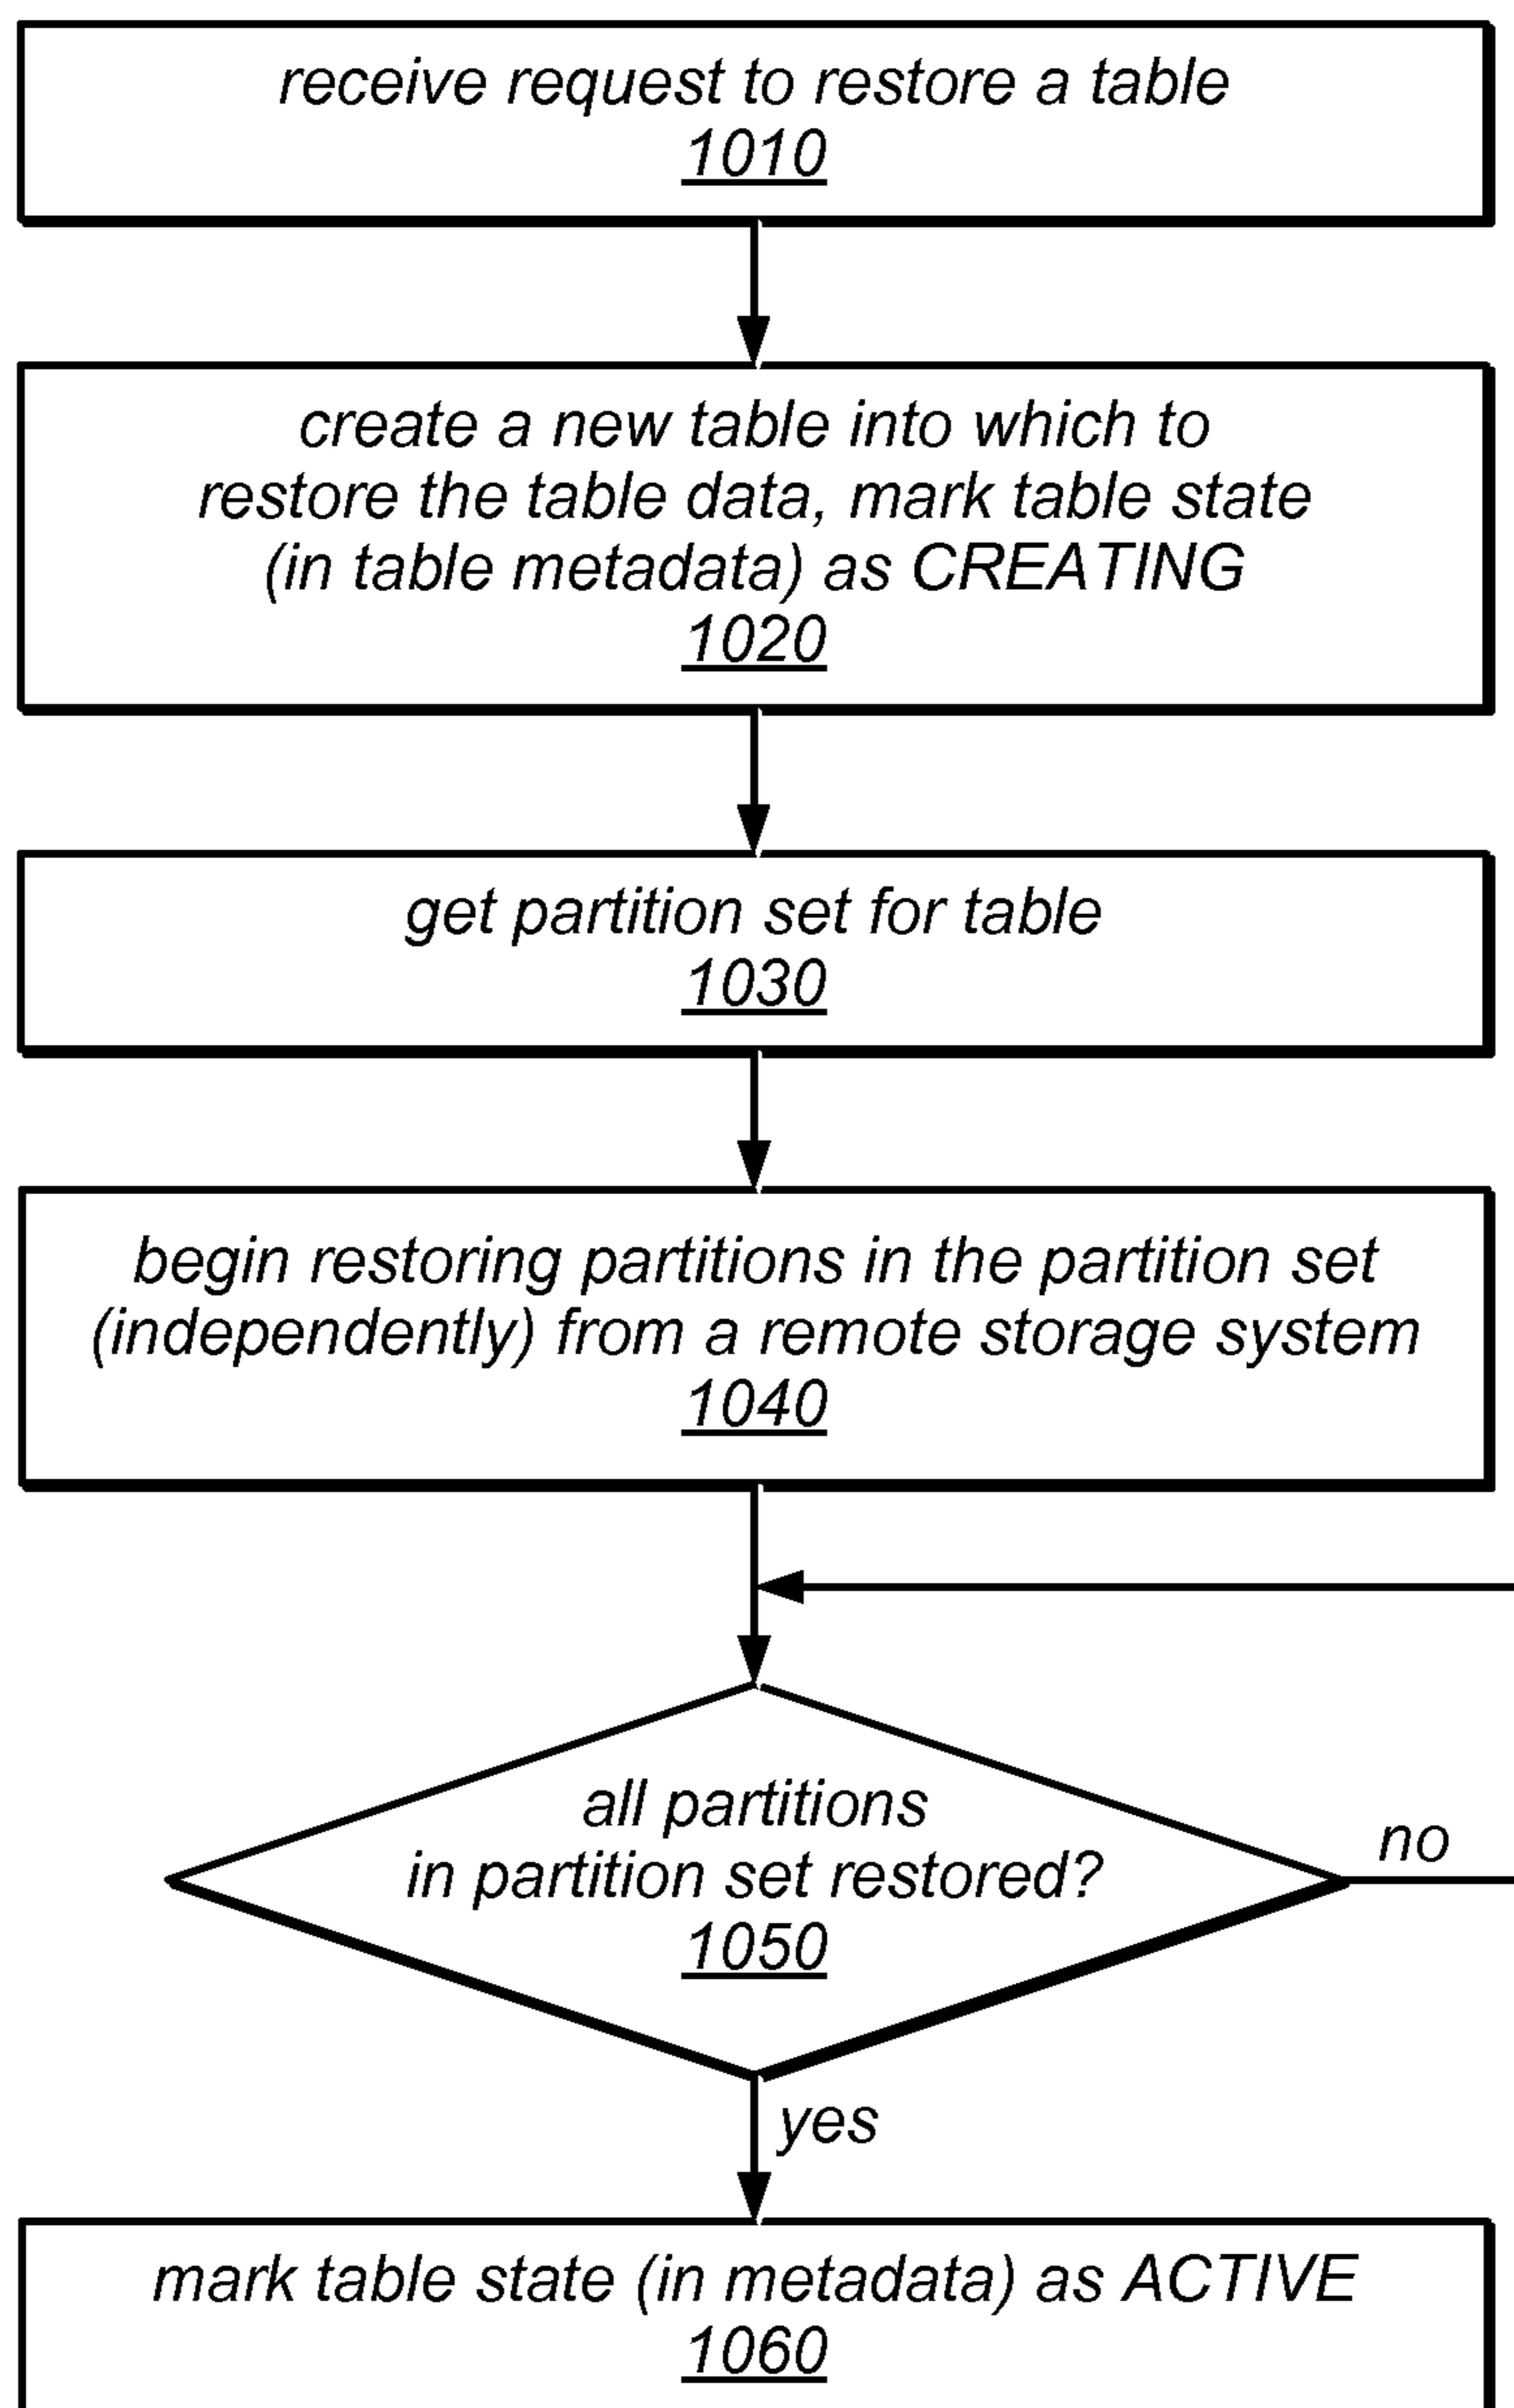 receive request to restore a table
1010
create a new table into which to
restore the table data, mark table state
(in table metadata) as CREATING
1020
get partition set for table
1030
begin restoring partitions in the partition set
(independently) from a remote storage system
1040
all partitions
in partition set restored?
1050
no
yes
mark table state (in metadata) as ACTIVE
1060